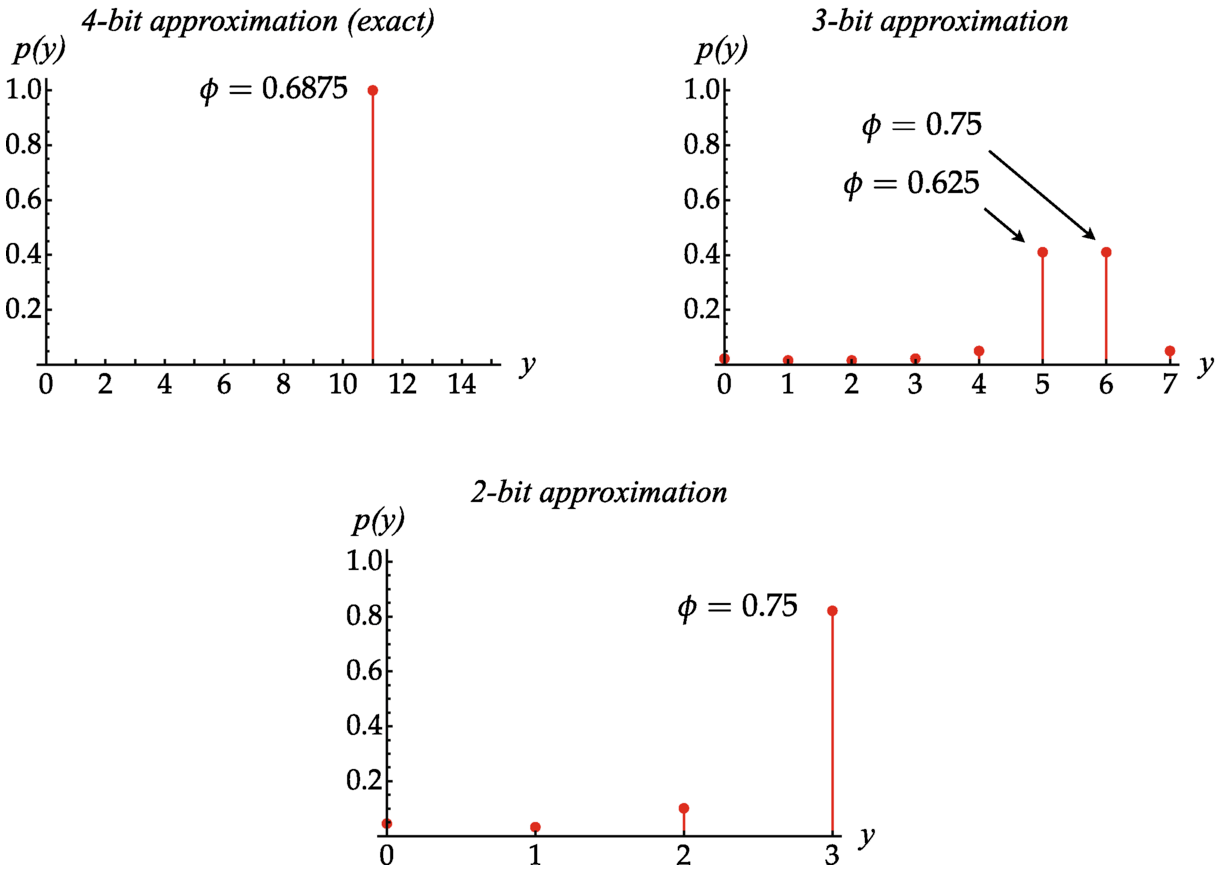 4-bit approximation (exact)
p(y)
1.0
ϕ = 0.6875
0.8
0.6
0.4
0.2
0 2 4 6 8 10 12 14 y
3-bit approximation
p(y)
1.0
ϕ = 0.75
0.8
ϕ = 0.625
0.6
0.4
0.2
0 1 2 3 4 5 6 7 y
2-bit approximation
p(y)
1.0
ϕ = 0.75
0.8
0.6
0.4
0.2
0 1 2 3 y